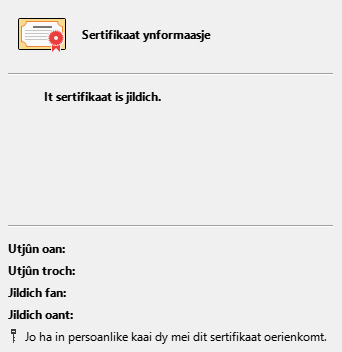 Sertifikaat ynformaasje
It sertifikaat is jildich.
Utjûn oan:
Utjûn troch:
Jildich fan:
Jildich oant:
Jo ha in persoanlike kaai dy mei dit sertifikaat oerienkomt.